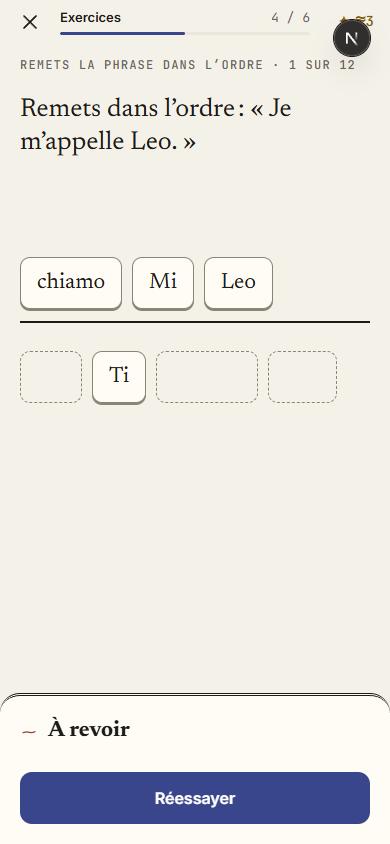 Exercices
4 / 6
3
REMETS LA PHRASE DANS L’ORDRE · 1 SUR 12
Remets dans l’ordre : « Je
m’appelle Leo. »
chiamo Mi Leo
Ti
À revoir
Réessayer